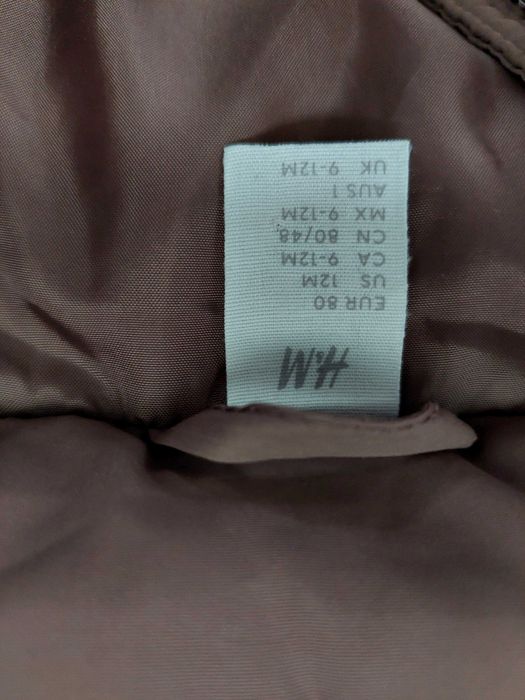 H&M
EUR 80
US 12M
CA 9-12M
CN 80/48
MX 9-12M
AUS 1
UK 9-12M